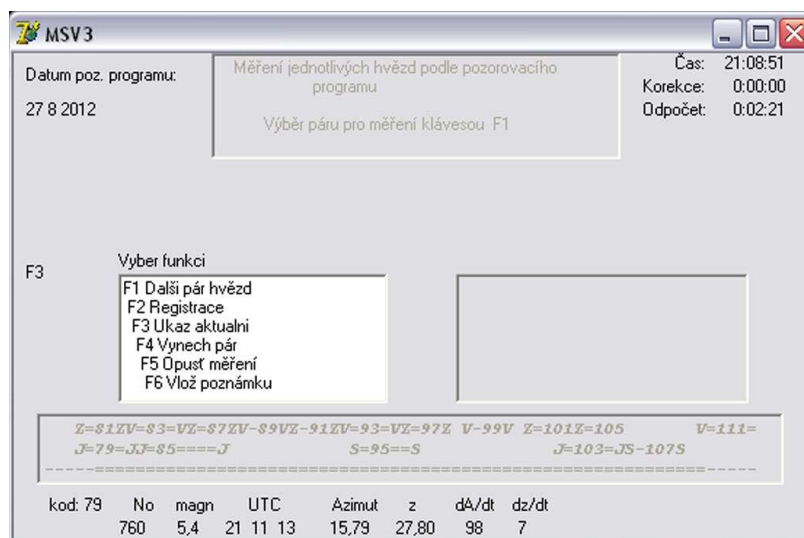 MSV3
Datum poz. programu:
27 8 2012
Měření jednotlivých hvězd podle pozorovacího
programu
Výběr páru pro měření klávesou F1
Čas: 21:08:51
Korekce: 0:00:00
Odpočet: 0:02:21
F3
Vyber funkci
F1 Dalši pár hvězd
F2 Registrace
F3 Ukaz aktualni
F4 Vynech pár
F5 Opusť měření
F6 Vlož poznámku
Z=81ZV=83=VZ=87ZV-89VZ-91ZV=93=VZ=97Z V-99V Z=101Z=105 V=111=
J=79=JJ=85====J S=95==S J=103=JS-107S
-----==================================================================-----
kod: 79 No magn UTC Azimut z dA/dt dz/dt
760 5,4 21 11 13 15,79 27,80 98 7